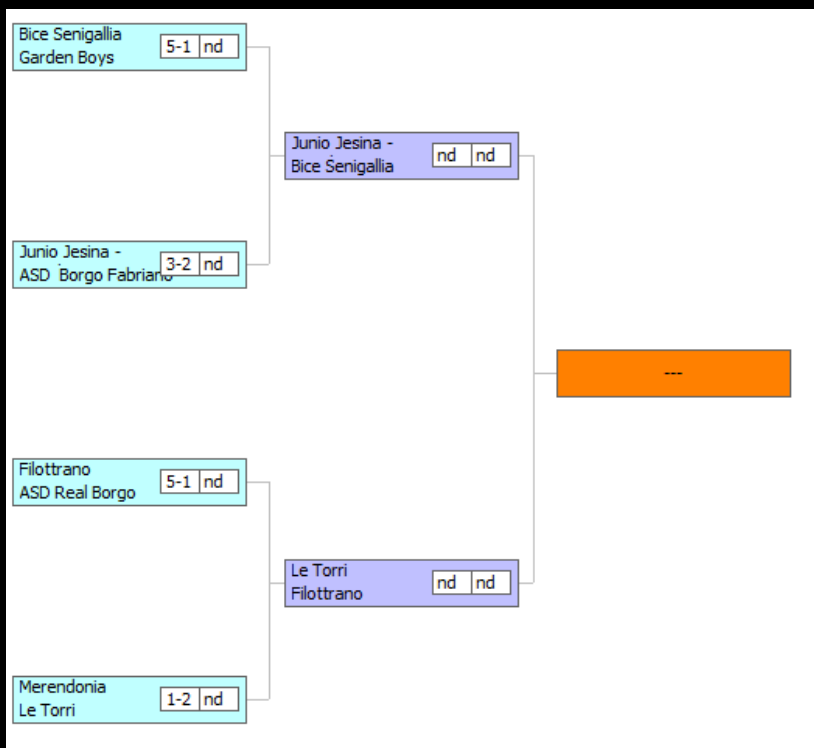 Bice Senigallia
Garden Boys
5-1 nd
Junio Jesina -
Bice Senigallia
nd nd
Junio Jesina -
ASD Borgo Fabriano
3-2 nd
---
Filottrano
ASD Real Borgo
5-1 nd
Le Torri
Filottrano
nd nd
Merendonia
Le Torri
1-2 nd